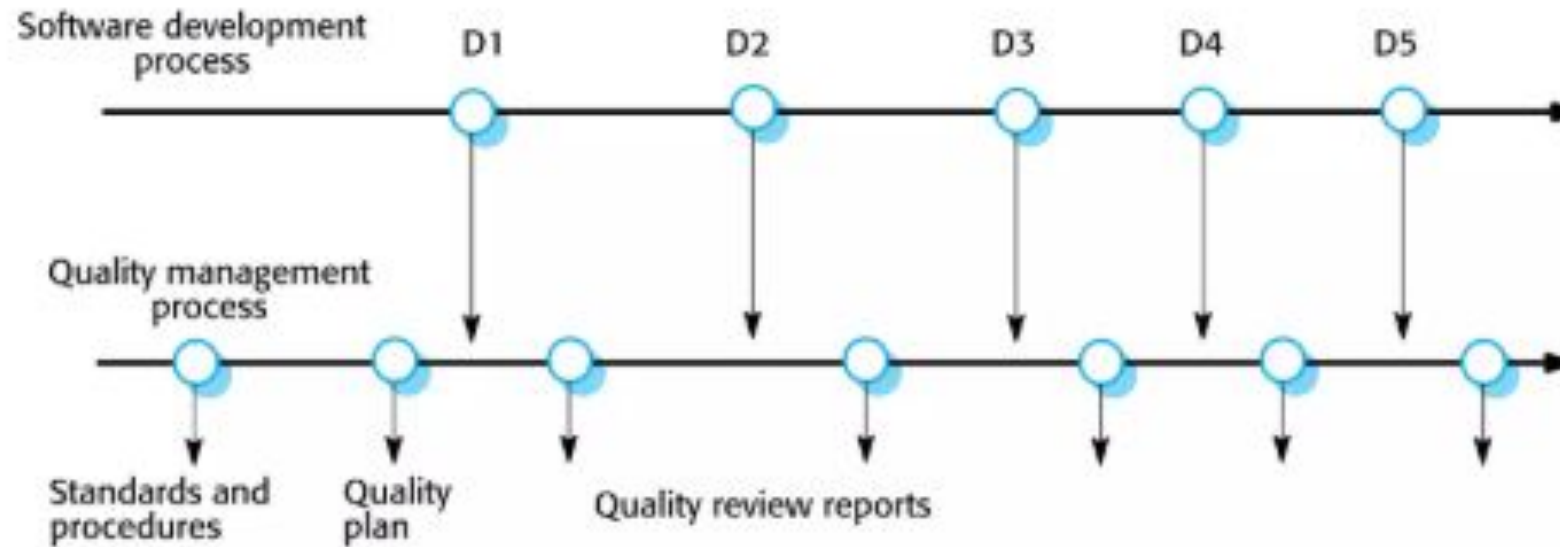 Software development
process
D1
D2
D3
D4
D5
Quality management
process
Standards and
procedures
Quality
plan
Quality review reports